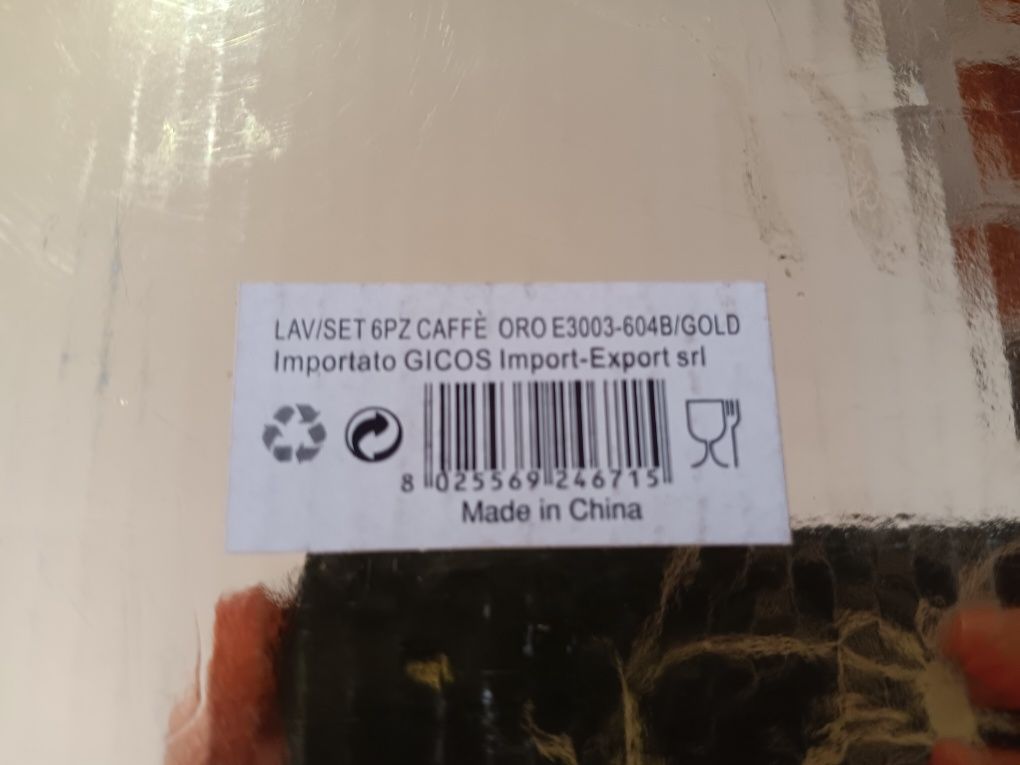 LAV/SET 6PZ CAFFÈ ORO E3003-604B/GOLD
Importato GICOS Import-Export srl
8 025569 246715
Made in China